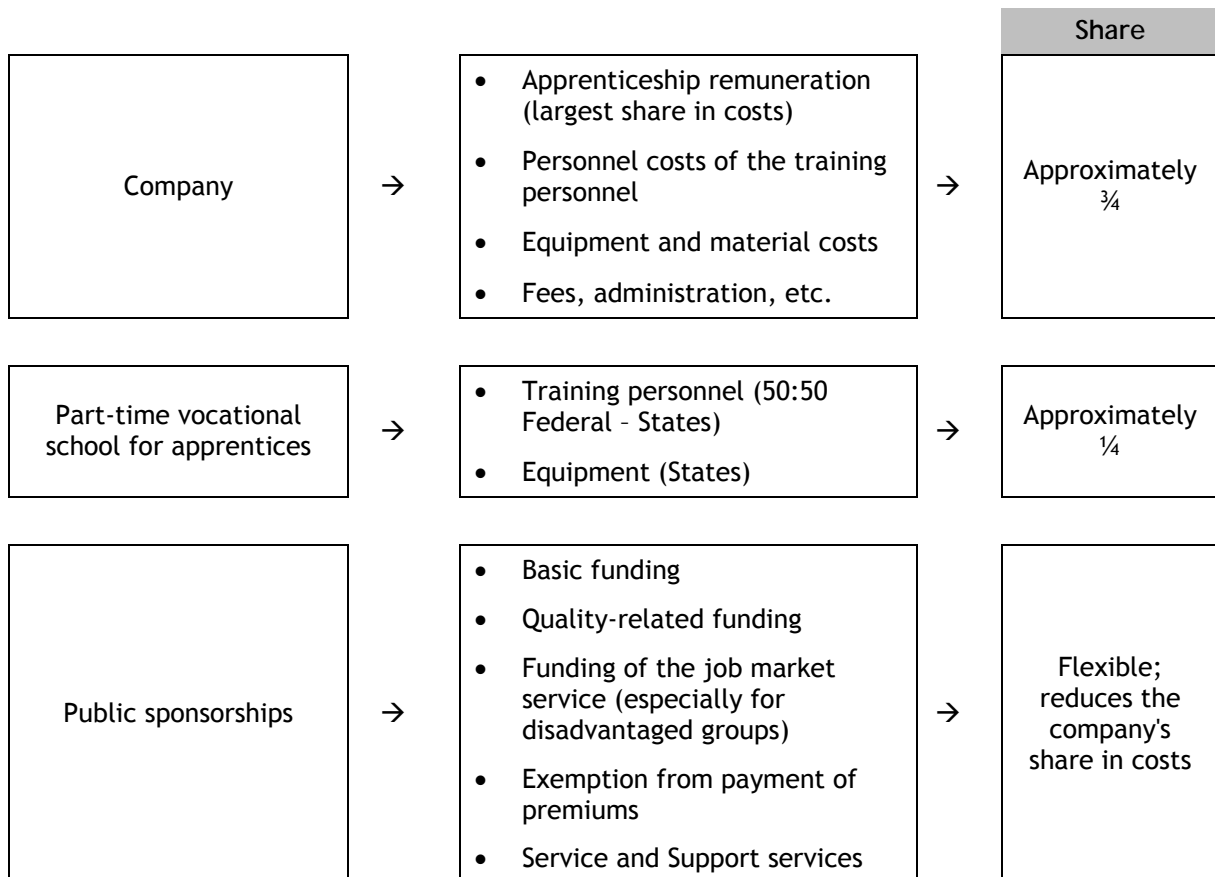 Share
Company
→
• Apprenticeship remuneration
(largest share in costs)
• Personnel costs of the training
personnel
• Equipment and material costs
• Fees, administration, etc.
→
Approximately
¾
Part-time vocational
school for apprentices
→
• Training personnel (50:50
Federal – States)
• Equipment (States)
→
Approximately
¼
Public sponsorships
→
• Basic funding
• Quality-related funding
• Funding of the job market
service (especially for
disadvantaged groups)
• Exemption from payment of
premiums
• Service and Support services
→
Flexible;
reduces the
company's
share in costs